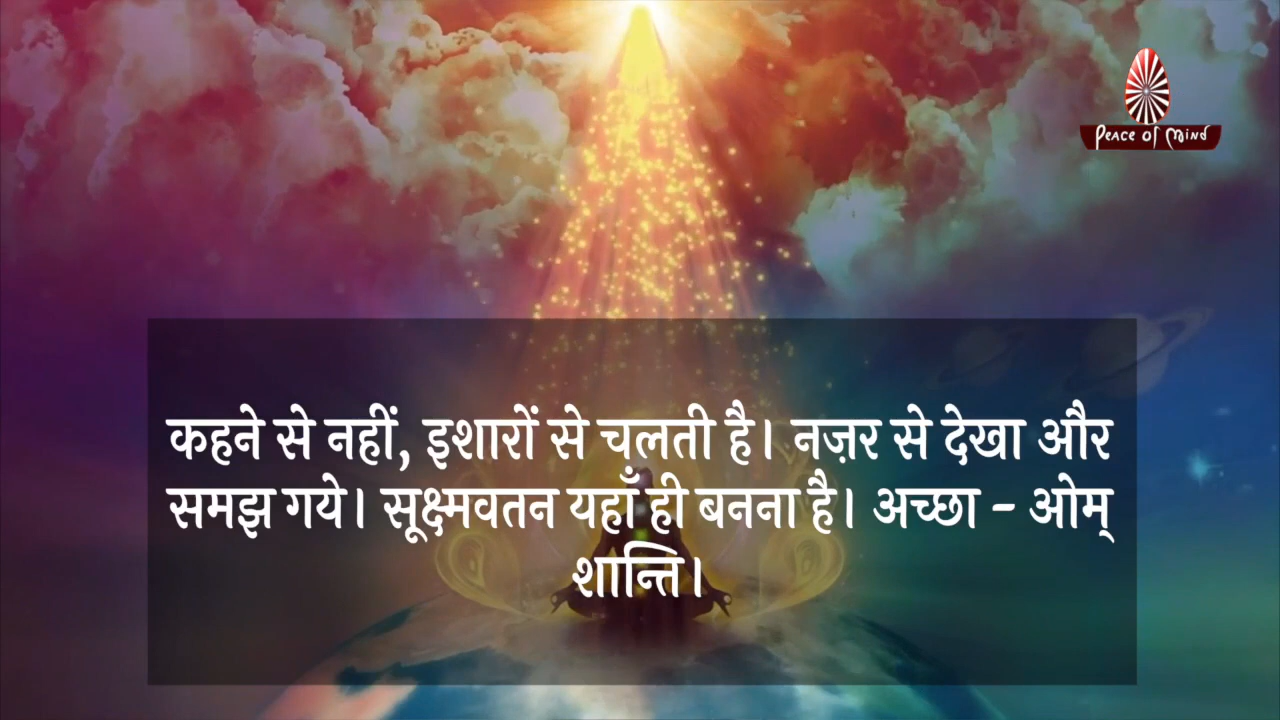 Peace of Mind
कहने से नहीं, इशारों से चलती है। नज़र से देखा और
समझ गये। सूक्ष्मवतन यहाँ ही बनना है। अच्छा - ओम्
शान्ति।